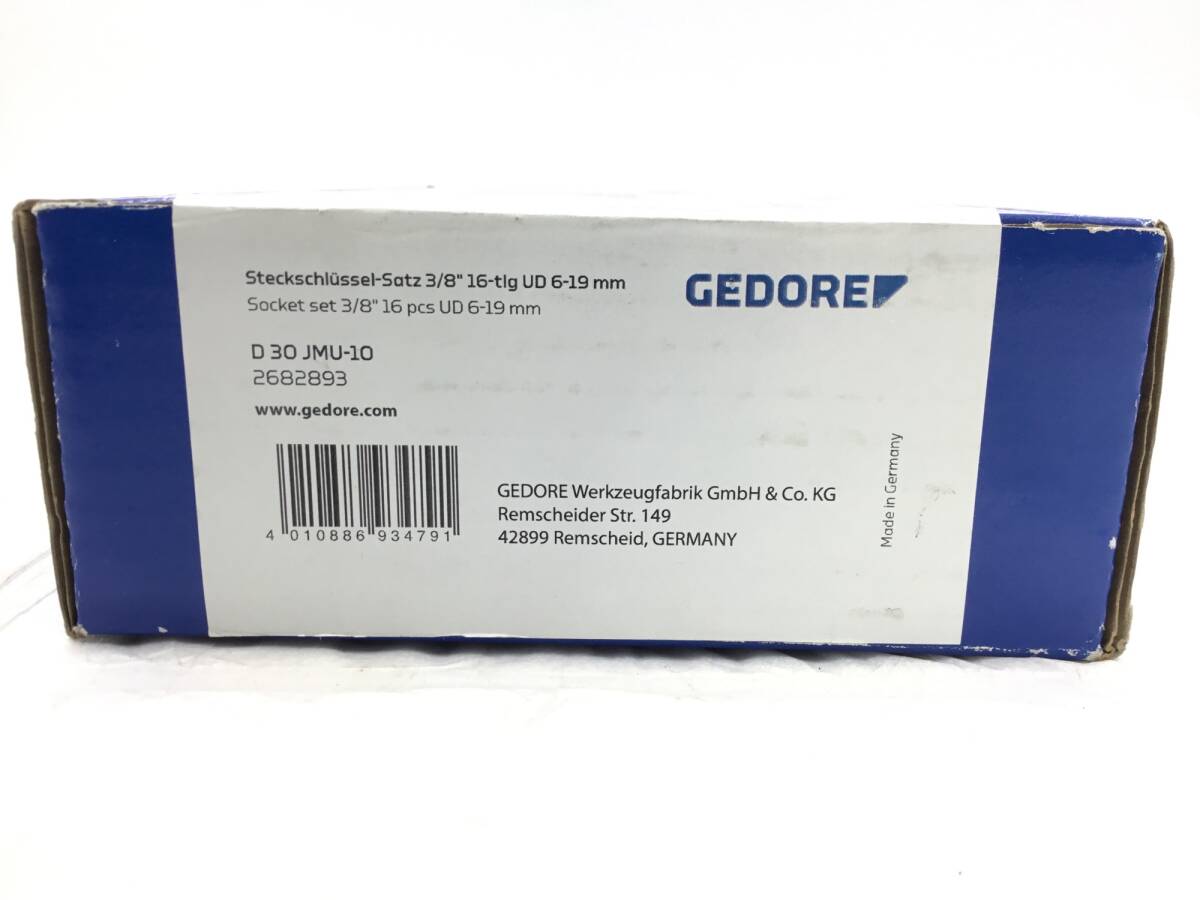 Steckschlüssel-Satz 3/8" 16-tlg UD 6-19 mm
Socket set 3/8" 16 pcs UD 6-19 mm
GEDORE
D 30 JMU-10
2682893
www.gedore.com
4 010886 934791
GEDORE Werkzeugfabrik GmbH & Co. KG
Remscheider Str. 149
42899 Remscheid, GERMANY
Made in Germany